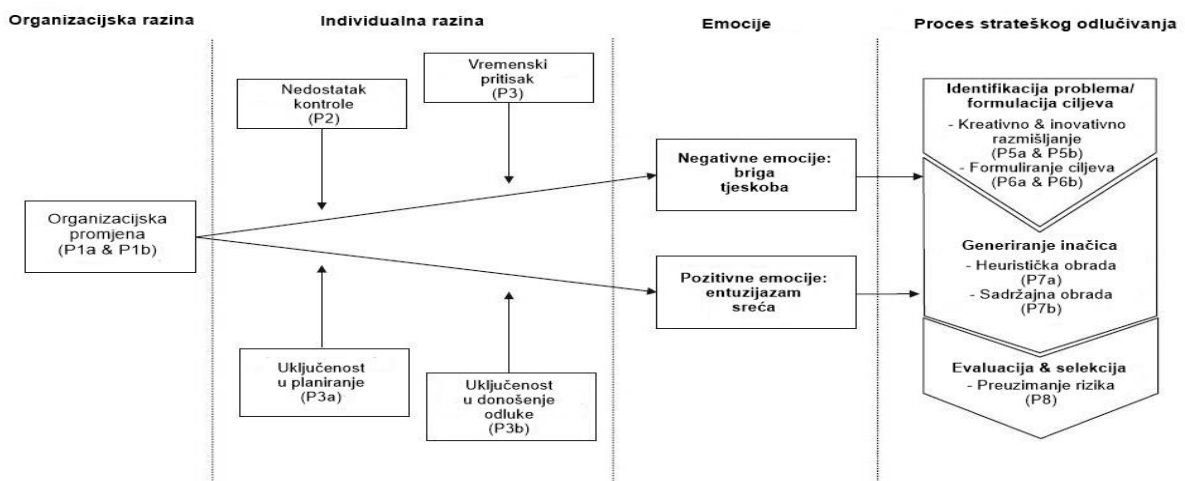 Organizacijska razina
Individualna razina
Emocije
Proces strateškog odlučivanja
Organizacijska
promjena
(P1a & P1b)
Nedostatak
kontrole
(P2)
Vremenski
pritisak
(P3)
Uključenost
u planiranje
(P3a)
Uključenost
u donošenje
odluke
(P3b)
Negativne emocije:
briga
tjeskoba
Pozitivne emocije:
entuzijazam
sreća
Identifikacija problema/
formulacija ciljeva
- Kreativno & inovativno
razmišljanje
(P5a & P5b)
- Formuliranje ciljeva
(P6a & P6b)
Generiranje inačica
- Heuristička obrada
(P7a)
- Sadržajna obrada
(P7b)
Evaluacija & selekcija
- Preuzimanje rizika
(P8)